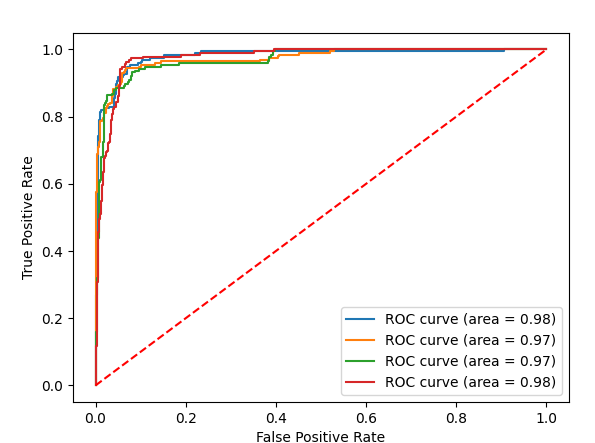 1.0
0.8
0.6
0.4
0.2
0.0
True Positive Rate
ROC curve (area = 0.98)
ROC curve (area = 0.97)
ROC curve (area = 0.97)
ROC curve (area = 0.98)
0.0 0.2 0.4 0.6 0.8 1.0
False Positive Rate